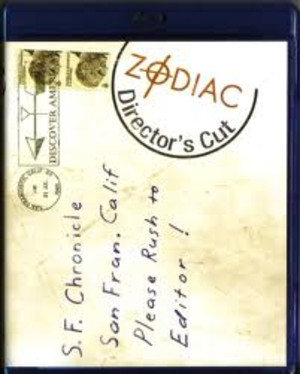 ZODIAC
Director's Cut
DISCOVER AMERICA
S.F. Chronicle
San Fran. Calif
Please Rush to
Editor!